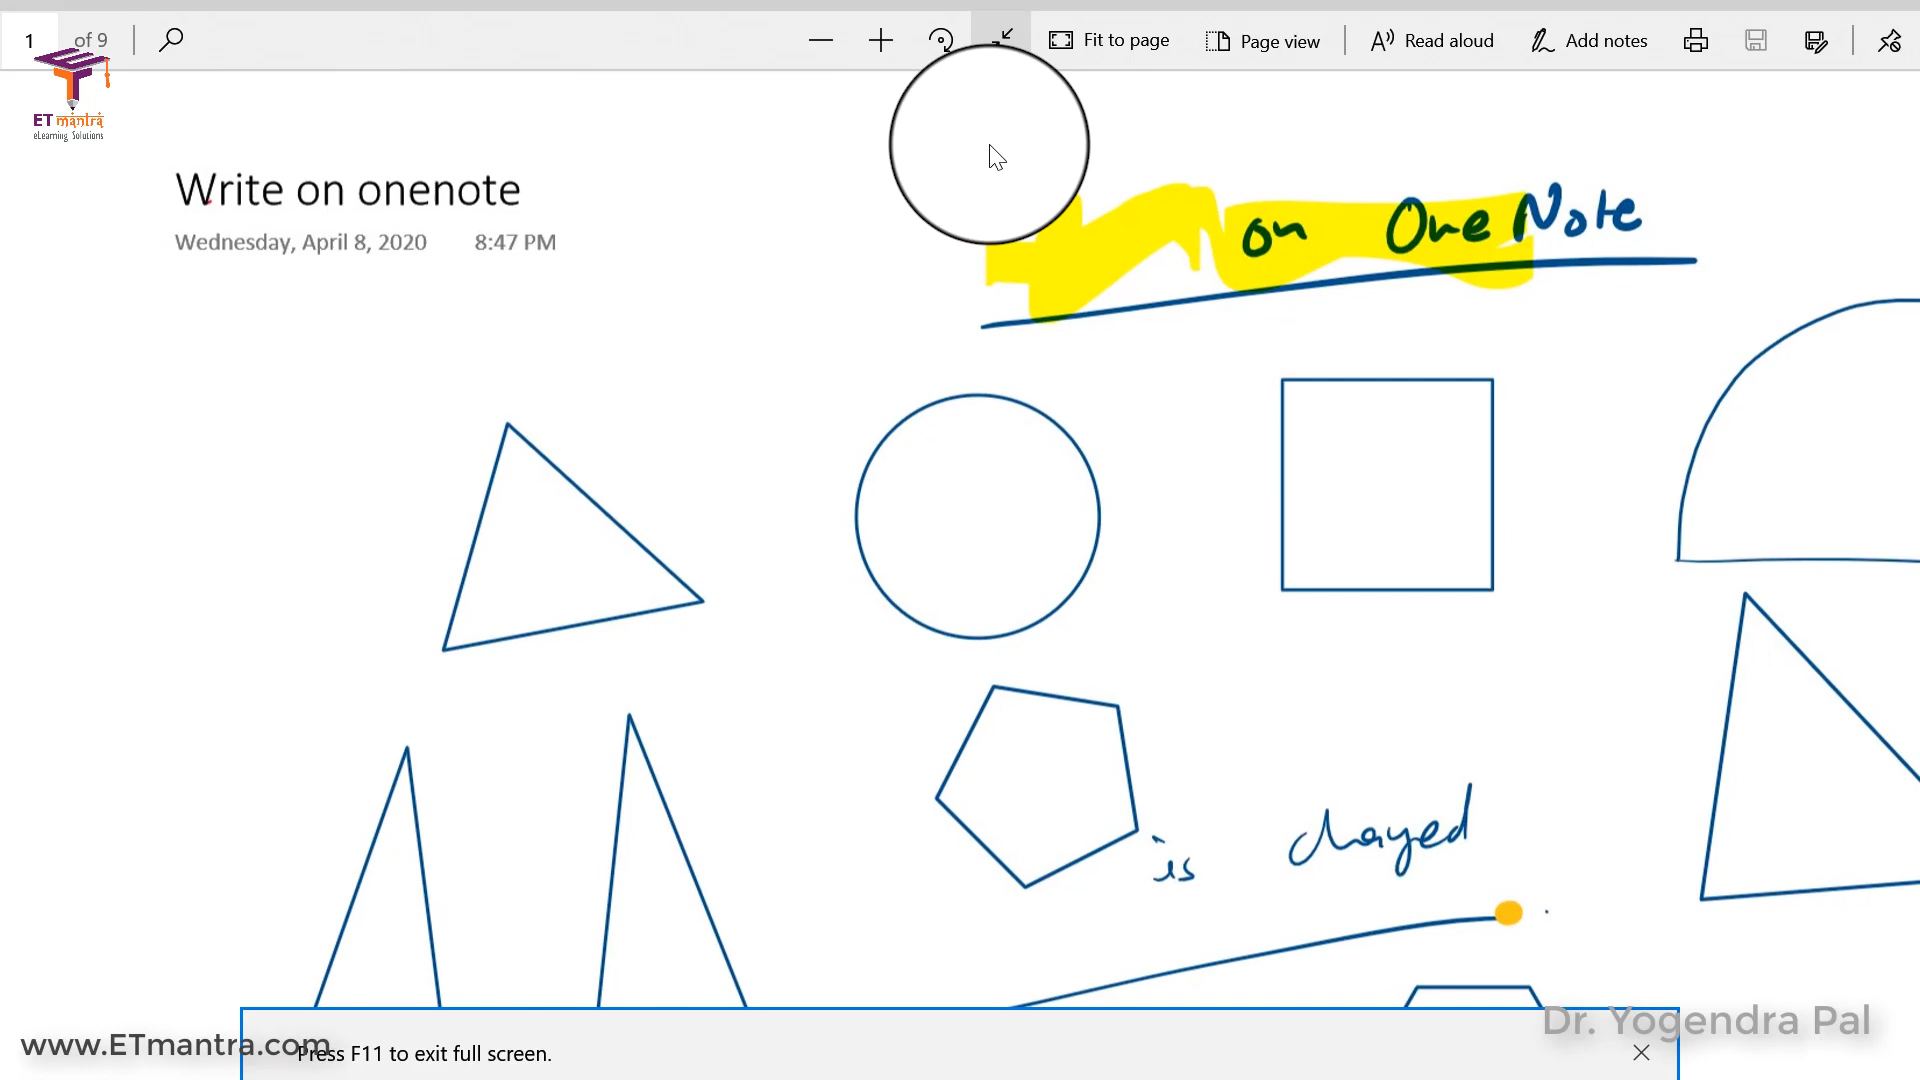 1 of 9
Fit to page
Page view
Read aloud
Add notes
ET mantra
eLearning Solutions
Write on onenote
Wednesday, April 8, 2020 8:47 PM
on OneNote
is
www.ETmantra.com
Press F11 to exit full screen.
Dr. Yogendra Pal